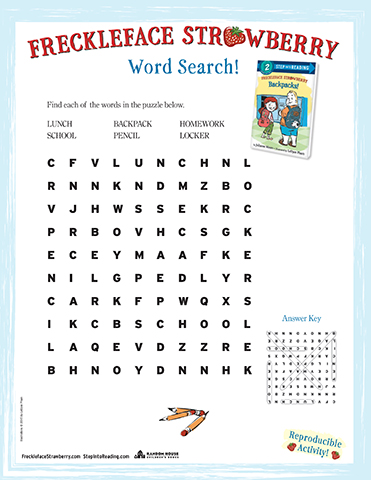 FRECKLEFACE STRAWBERRY
Word Search!
2 STEP INTO READING
FRECKLEFACE STRAWBERRY
Backpacks!
Find each of the words in the puzzle below.
LUNCH BACKPACK HOMEWORK
SCHOOL PENCIL LOCKER
C F V L U N C H N L
R N N K N D M Z B O
V J H W S S E K R C
P R B O V H C S G K
E C E Y M A A F K E
N I L G P E D L Y R
C A R K F P W Q X S
I K C B S C H O O L
L A Q E V D Z Z R E
B H N O Y D N N H K
Answer Key
Reproducible
Activity!
FrecklefaceStrawberry.com StepIntoReading.com RANDOM HOUSE
CHILDREN'S BOOKS